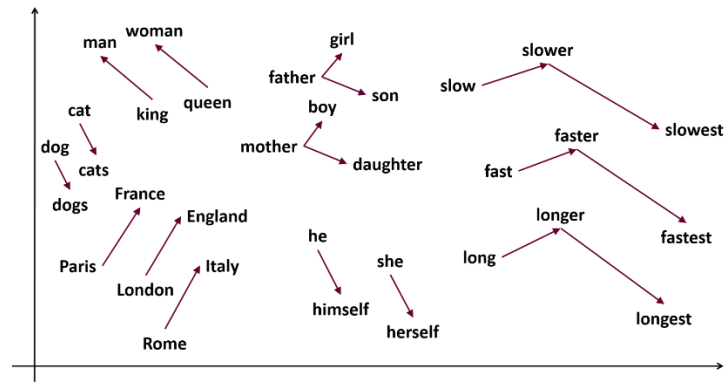 man
woman
king
queen
cat
cats
dog
dogs
France
Paris
England
London
Italy
Rome
girl
father
son
boy
mother
daughter
he
himself
she
herself
slower
slow
slowest
faster
fast
fastest
longer
long
longest